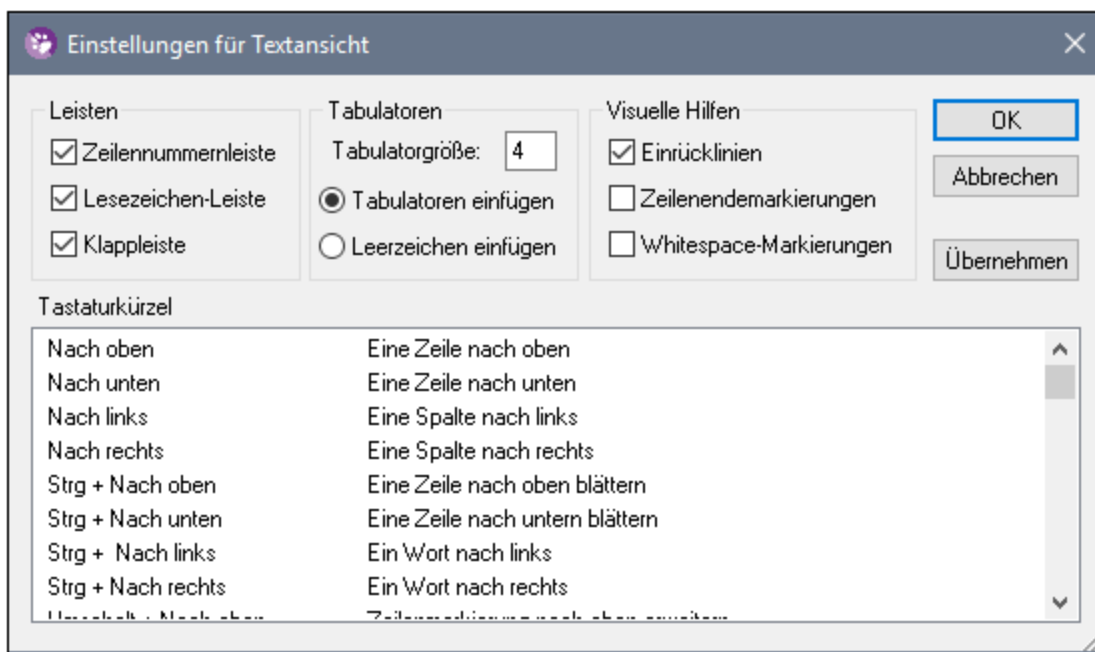 Einstellungen für Textansicht
Leisten
Zeilennummernleiste
Lesezeichen-Leiste
Klappleiste
Tabulatoren
Tabulatorgröße: 4
Tabulatoren einfügen
Leerzeichen einfügen
Visuelle Hilfen
Einrücklinien
Zeilenendemarkierungen
Whitespace-Markierungen
OK
Abbrechen
Übernehmen
Tastaturkürzel
Nach oben Eine Zeile nach oben
Nach unten Eine Zeile nach unten
Nach links Eine Spalte nach links
Nach rechts Eine Spalte nach rechts
Strg + Nach oben Eine Zeile nach oben blättern
Strg + Nach unten Eine Zeile nach untern blättern
Strg + Nach links Ein Wort nach links
Strg + Nach rechts Ein Wort nach rechts